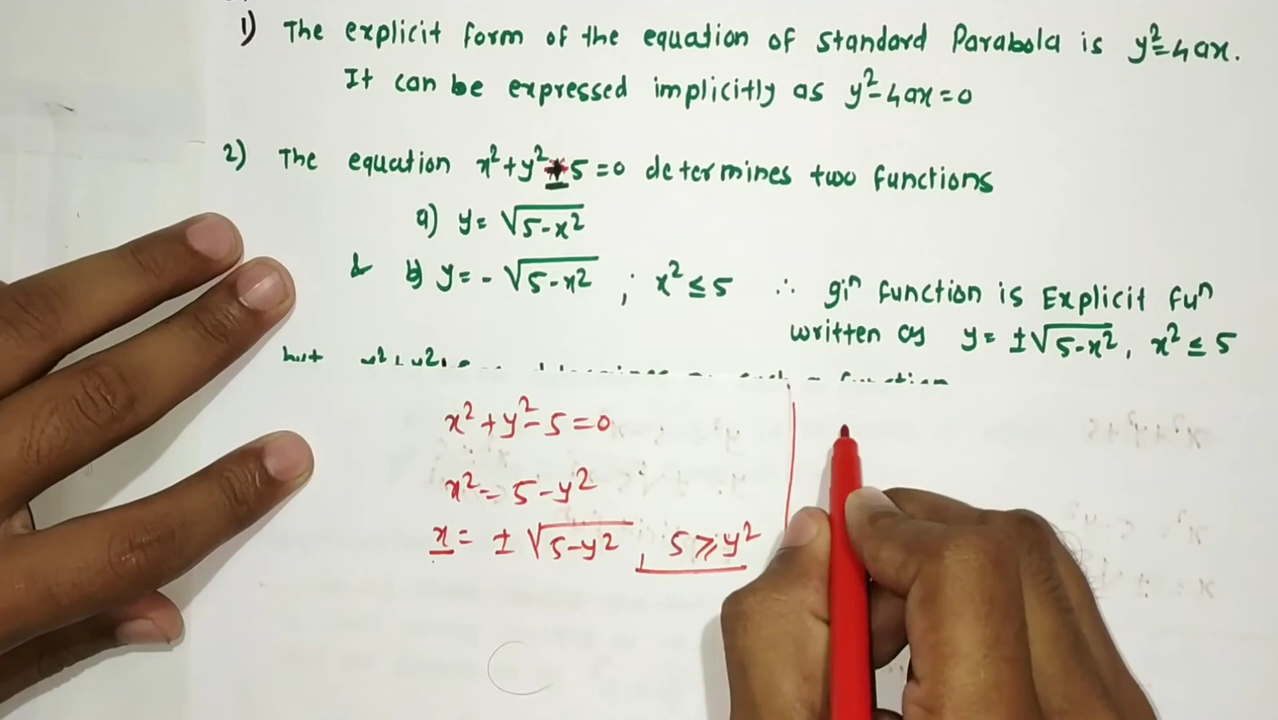 1) The explicit form of the equation of standard Parabola is y²=4ax.
It can be expressed implicitly as y²-4ax=0
2) The equation x²+y²-5=0 determines two functions
a) y= √5-x²
& b) y= -√5-x² ; x² ≤ 5 ∴ giⁿ function is Explicit fuⁿ
written as y= ±√5-x², x² ≤ 5
but
x²+y²-5=0
x²= 5-y²
x= ±√5-y² , 5⩾y²